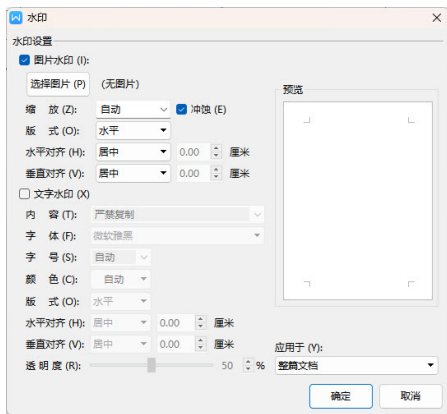 水印
水印设置
图片水印 (I):
选择图片 (P) (无图片)
缩 放 (Z): 自动 冲蚀 (E)
版 式 (O): 水平
水平对齐 (H): 居中 0.00 厘米
垂直对齐 (V): 居中 0.00 厘米
文字水印 (X)
内 容 (T): 严禁复制
字 体 (F): 微软雅黑
字 号 (S): 自动
颜 色 (C): 自动
版 式 (O): 水平
水平对齐 (H): 居中 0.00 厘米
垂直对齐 (V): 居中 0.00 厘米
透 明 度 (R): 50 %
预览
应用于 (Y):
整篇文档
确定 取消